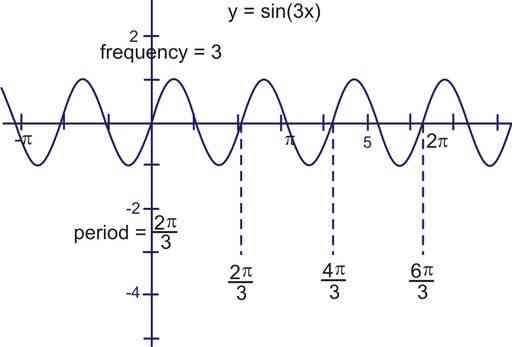 y = sin(3x)
2
frequency = 3
-π
π
5
2π
-2
period = 2π/3
2π/3
4π/3
6π/3
-4